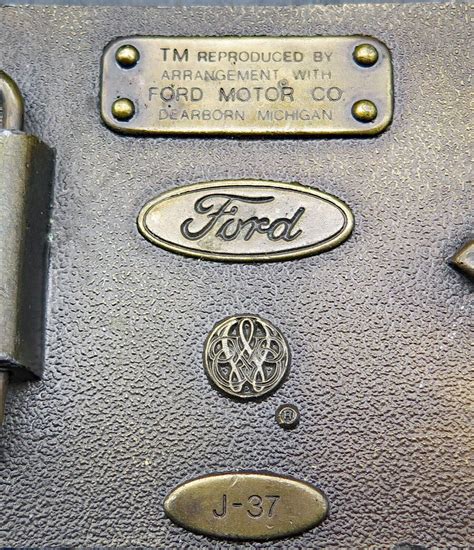 TM REPRODUCED BY
ARRANGEMENT WITH
FORD MOTOR CO
DEARBORN MICHIGAN
Ford
®
J-37